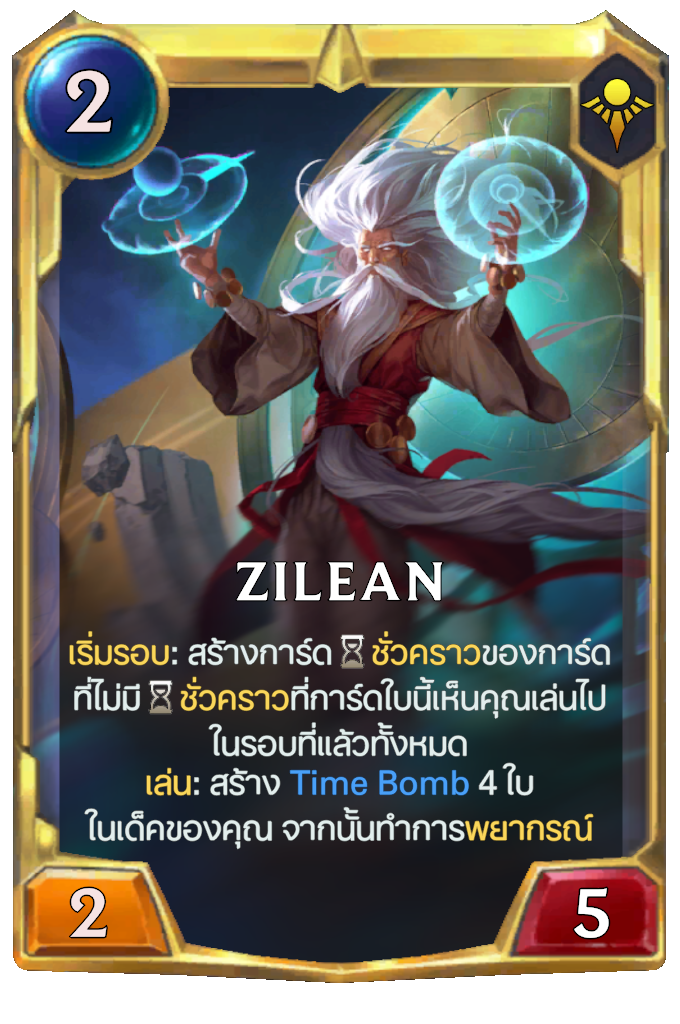 2
ZILEAN
เริ่มรอบ: สร้างการ์ด ชั่วคราวของการ์ด
ที่ไม่มี ชั่วคราวที่การ์ดใบนี้เห็นคุณเล่นไป
ในรอบที่แล้วทั้งหมด
เล่น: สร้าง Time Bomb 4 ใบ
ในเด็คของคุณ จากนั้นทำการพยากรณ์
2
5